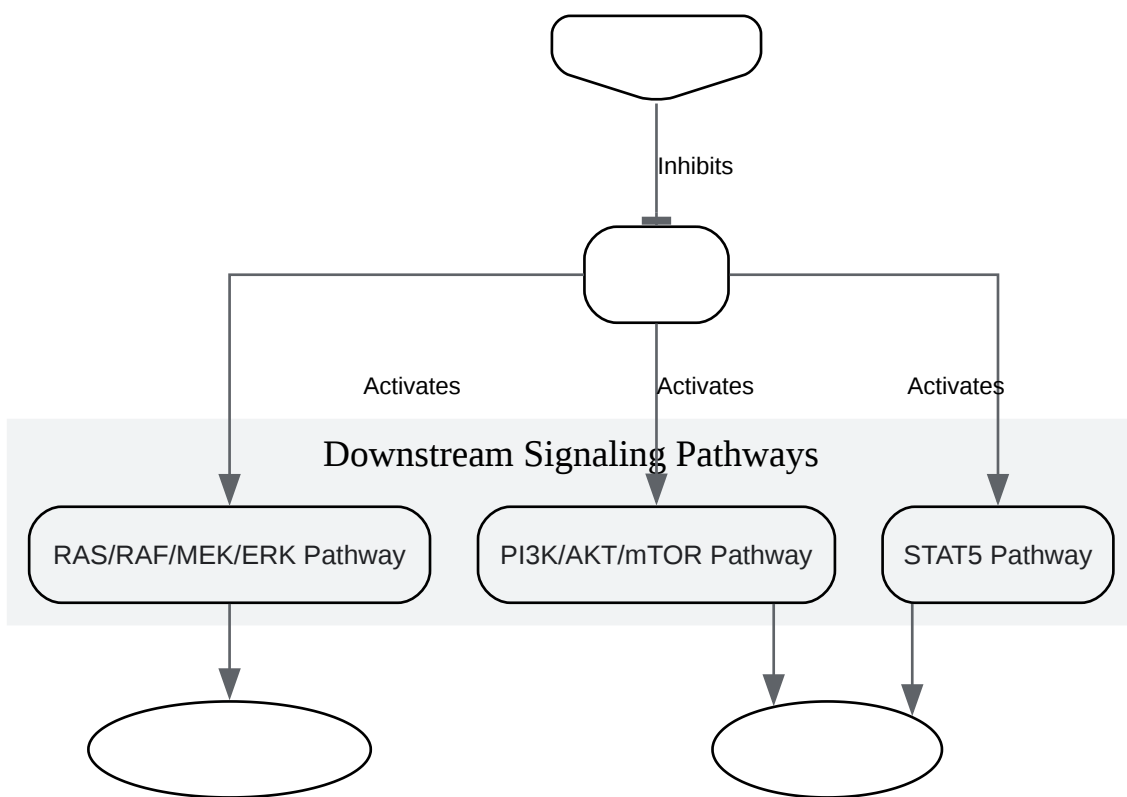 Inhibits
Activates
Activates
Activates
Downstream Signaling Pathways
RAS/RAF/MEK/ERK Pathway
PI3K/AKT/mTOR Pathway
STAT5 Pathway